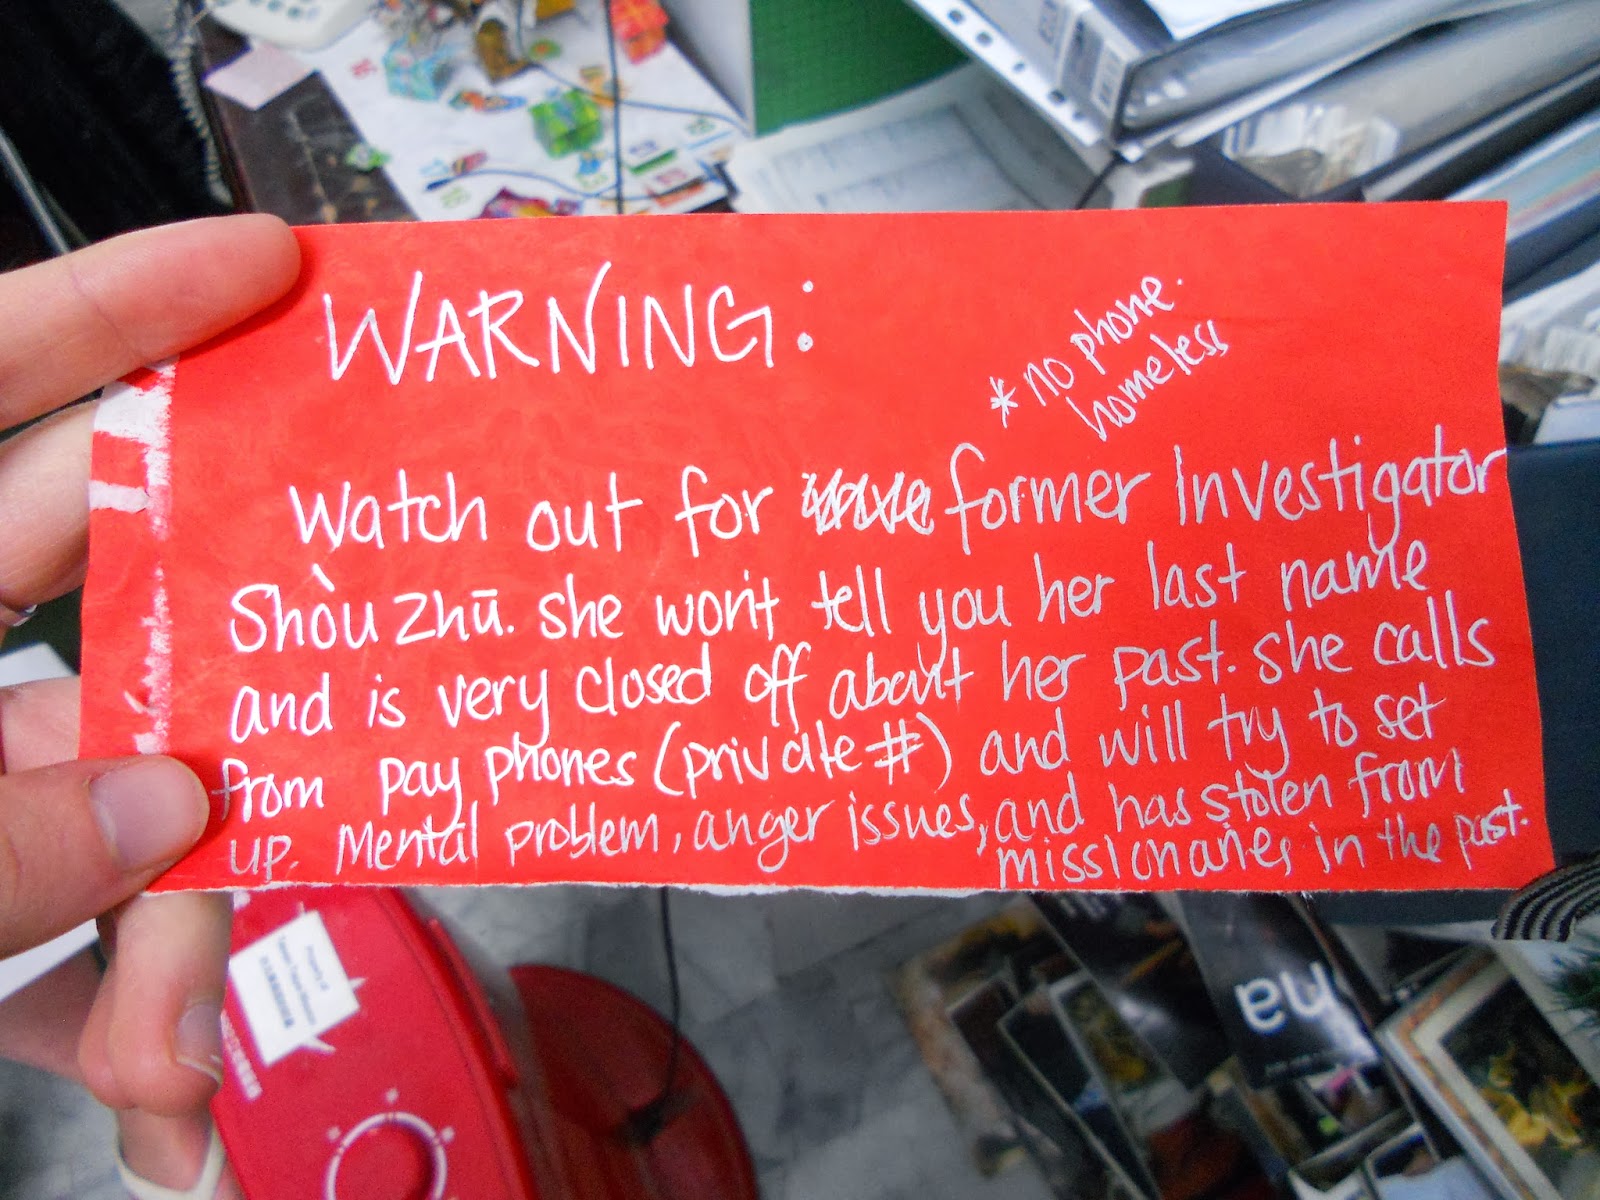 WARNING:
* no phone.
homeless
Watch out for former Investigator
Shòu Zhū. She won't tell you her last name
and is very closed off about her past. She calls
from pay phones (private #) and will try to set
up. Mental problem, anger issues, and has stolen from
missionaries in the past.